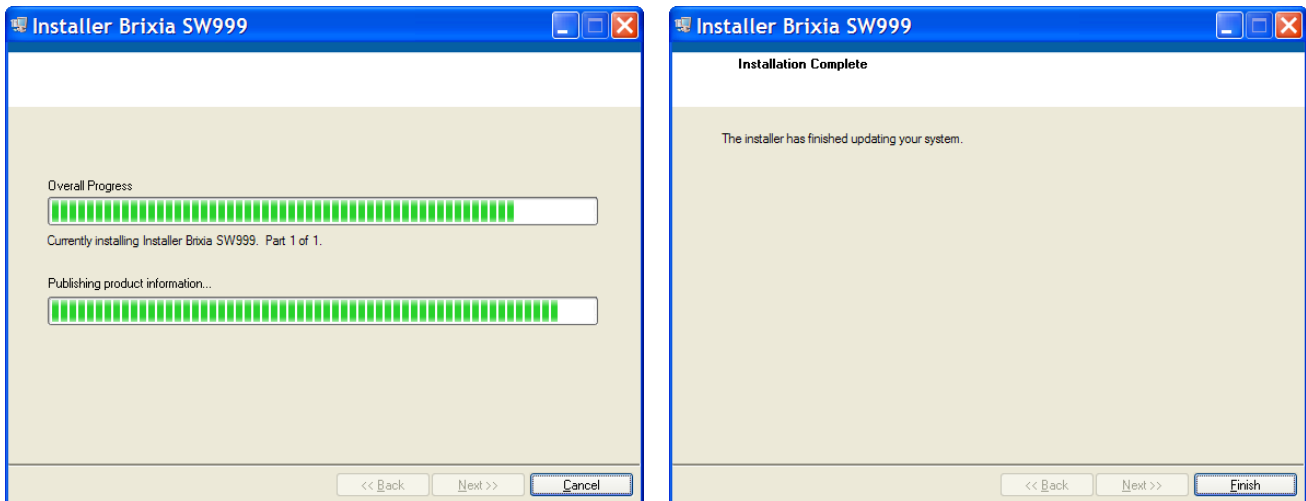 Installer Brixia SW999
Overall Progress
Currently installing Installer Brixia SW999. Part 1 of 1.
Publishing product information...
<< Back
Next >>
Cancel
Installer Brixia SW999
Installation Complete
The installer has finished updating your system.
<< Back
Next >>
Finish